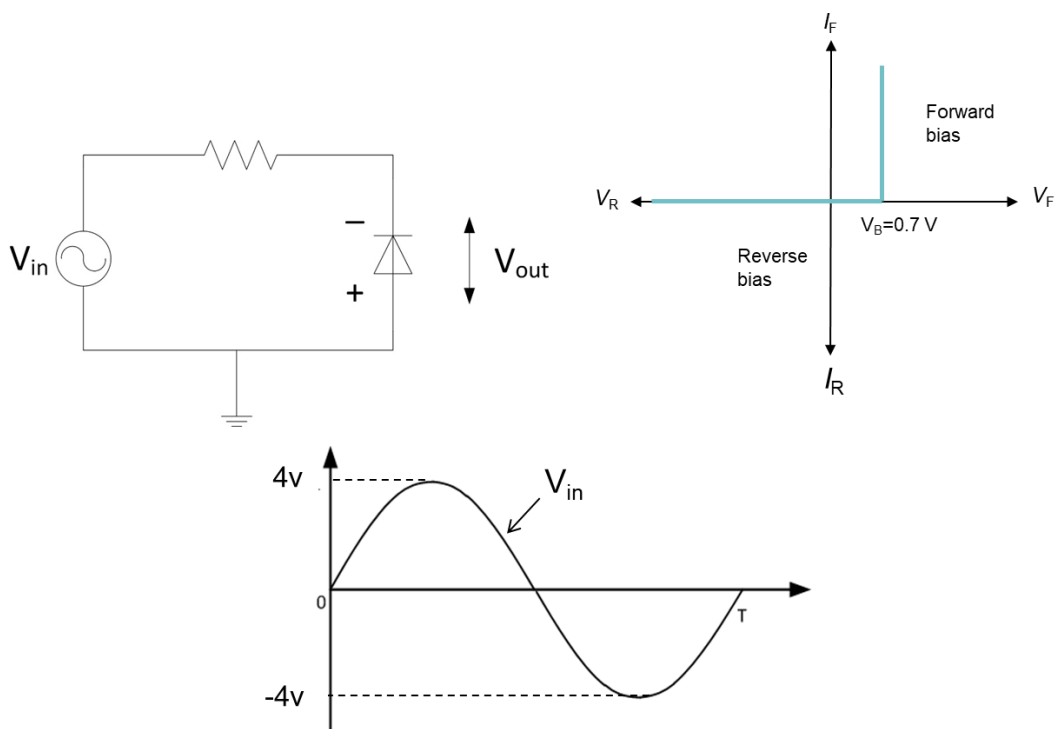 I_F
Forward
bias
V_R
V_F
V_B=0.7 V
Reverse
bias
I_R
V_in
−
+
V_out
4v
V_in
0
T
-4v